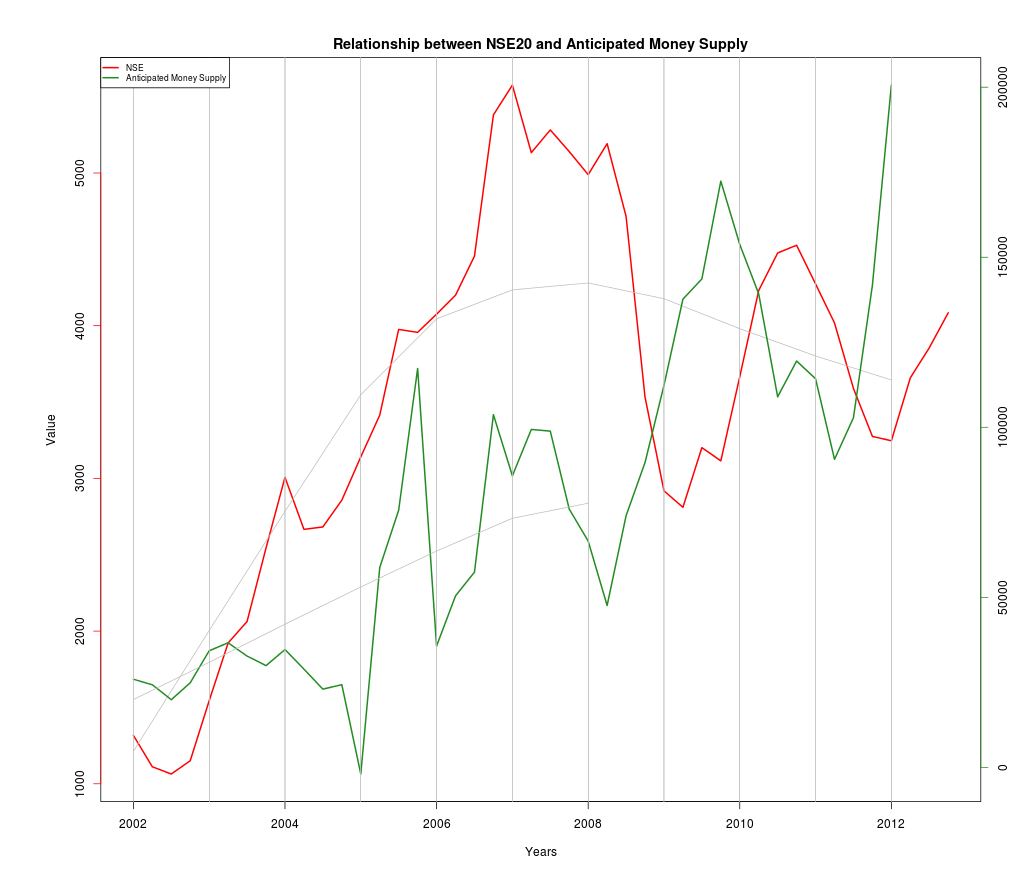 Relationship between NSE20 and Anticipated Money Supply
NSE
Anticipated Money Supply
Value
5000
4000
3000
2000
1000
200000
150000
100000
50000
0
2002 2004 2006 2008 2010 2012
Years